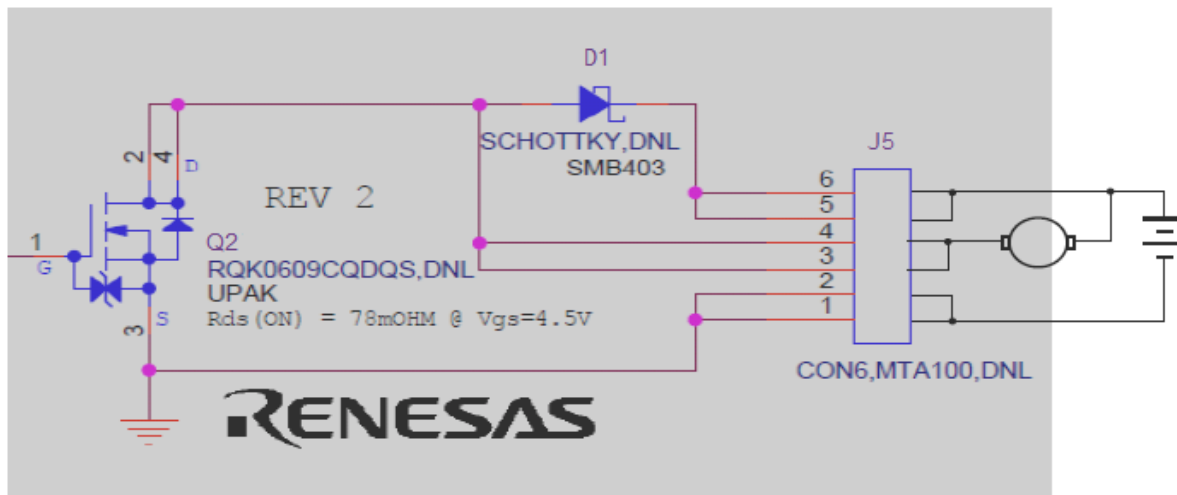 D1
SCHOTTKY,DNL
SMB403
J5
2
4
D
REV 2
6
5
4
3
2
1
1
G
Q2
RQK0609CQDQS,DNL
UPAK
Rds(ON) = 78mOHM @ Vgs=4.5V
3
S
CON6,MTA100,DNL
RENESAS